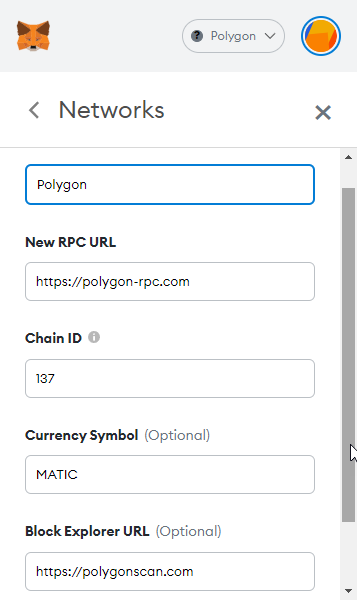 Polygon
Networks
Polygon
New RPC URL
https://polygon-rpc.com
Chain ID
137
Currency Symbol (Optional)
MATIC
Block Explorer URL (Optional)
https://polygonscan.com